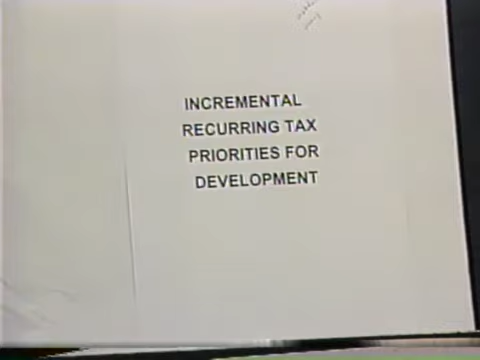 INCREMENTAL
RECURRING TAX
PRIORITIES FOR
DEVELOPMENT